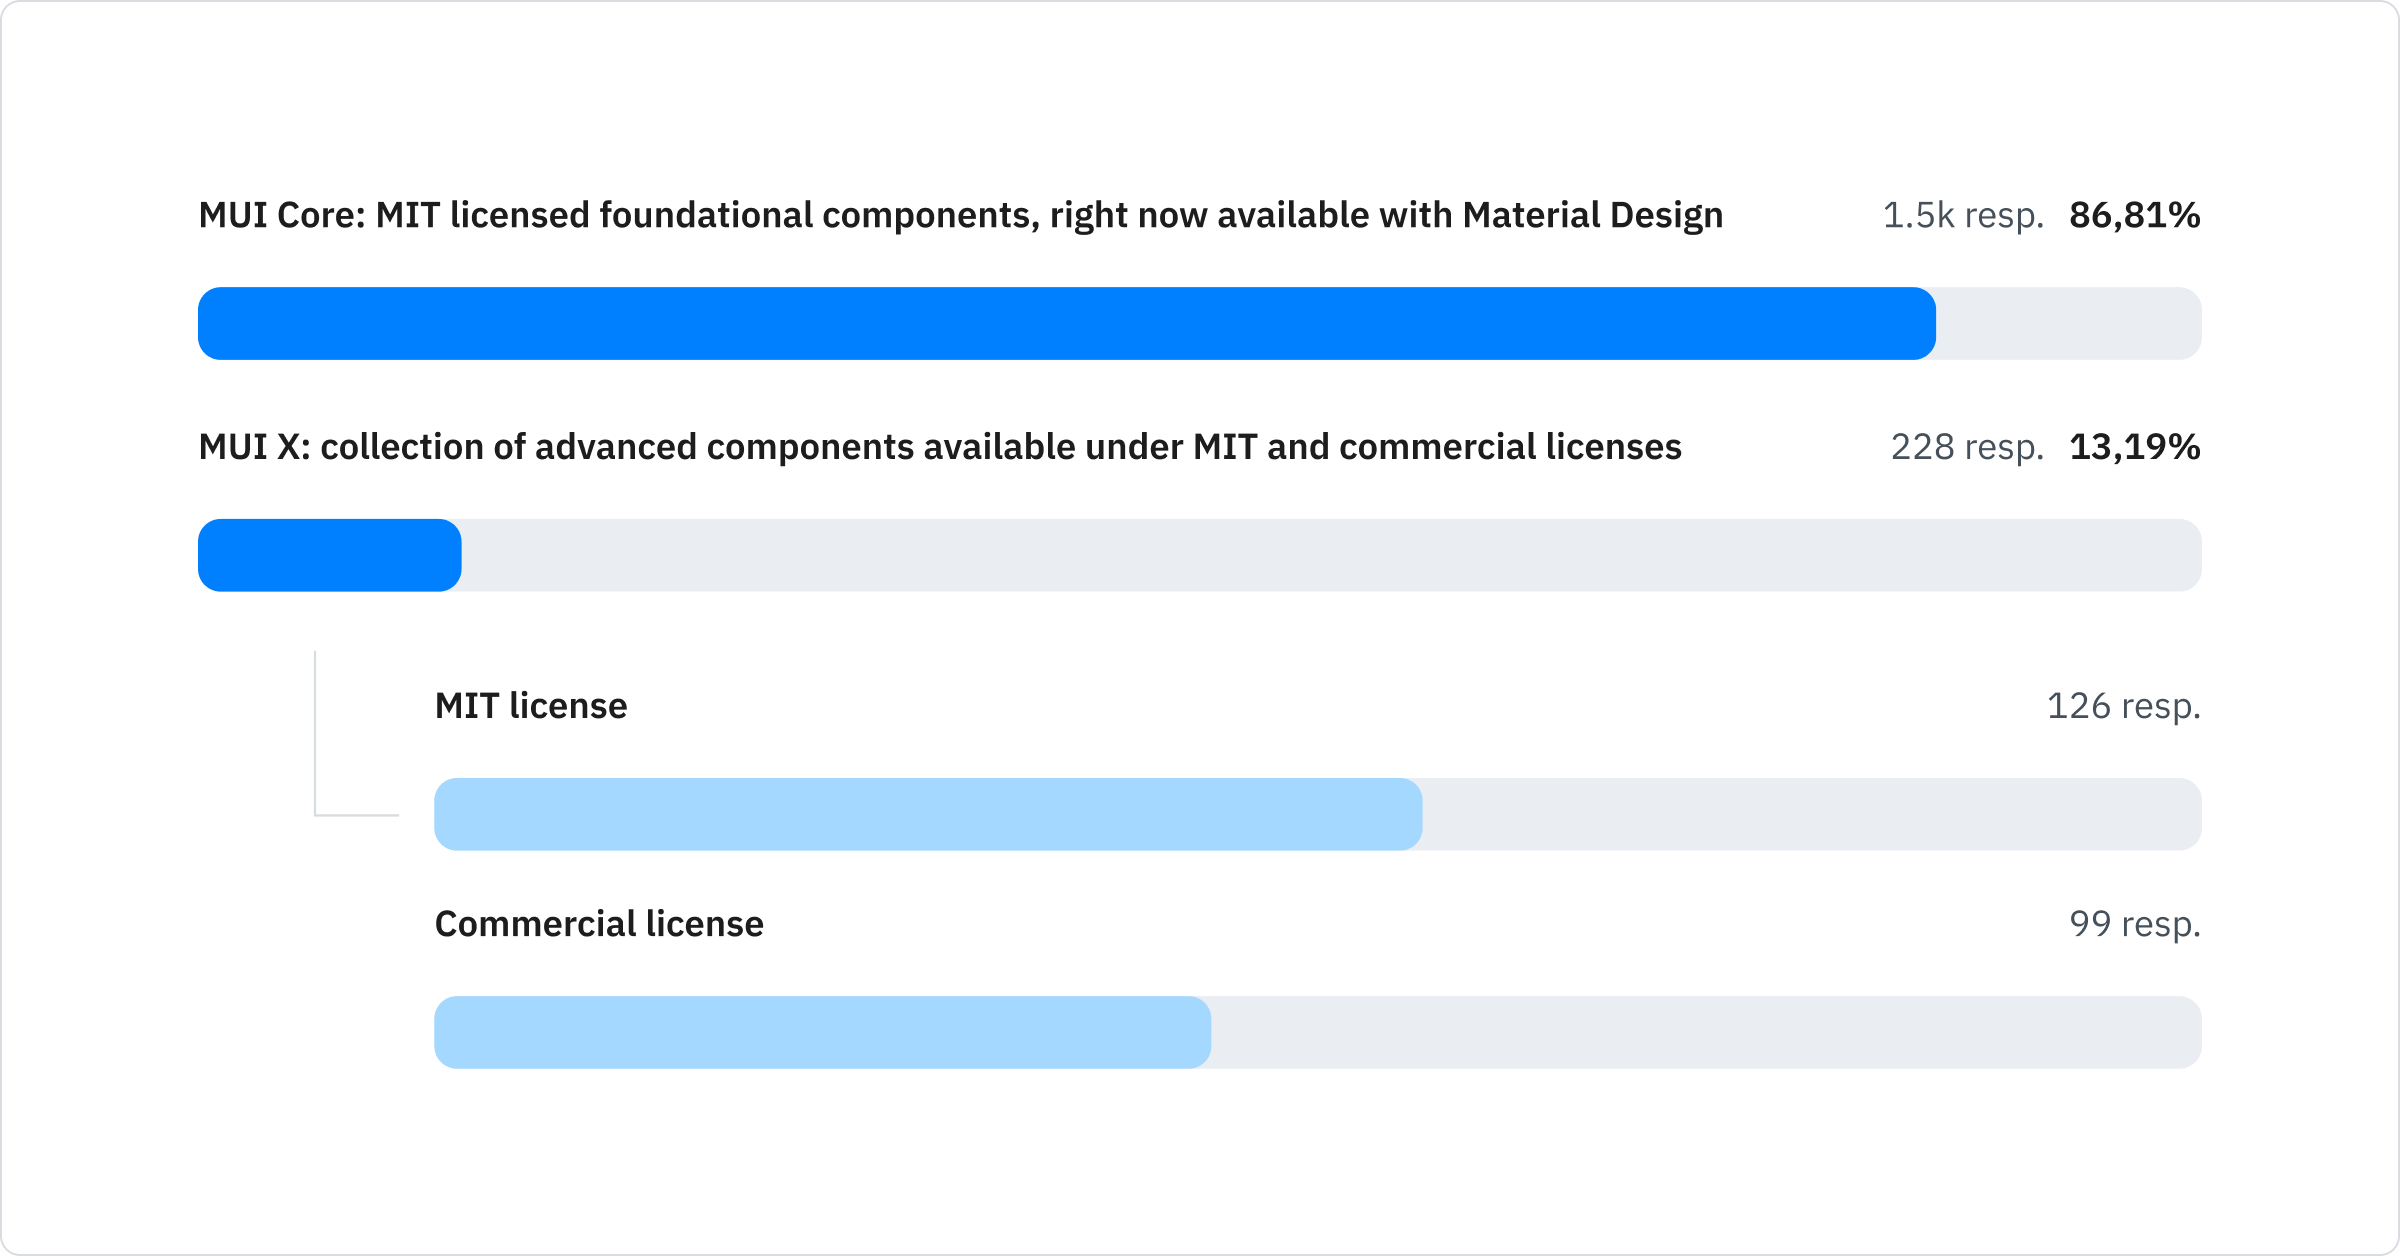 MUI Core: MIT licensed foundational components, right now available with Material Design 1.5k resp. 86,81%
MUI X: collection of advanced components available under MIT and commercial licenses 228 resp. 13,19%
MIT license 126 resp.
Commercial license 99 resp.